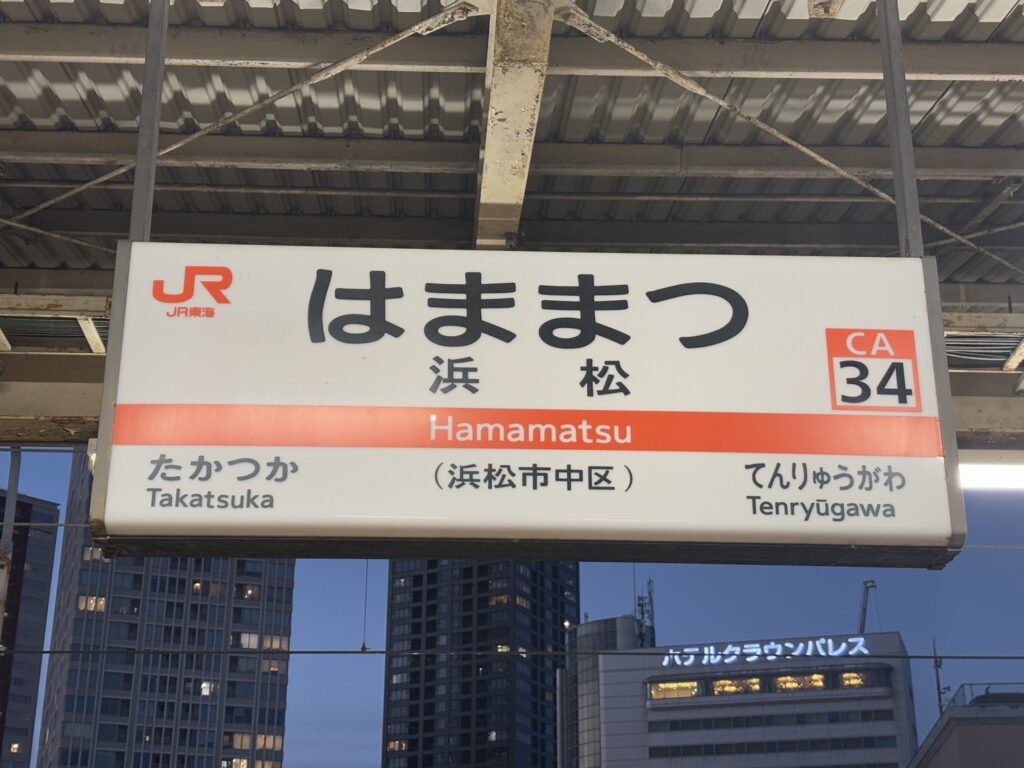 JR
JR東海
はままつ
浜松
CA
34
Hamamatsu
たかつか
Takatsuka
（浜松市中区）
てんりゅうがわ
Tenryūgawa
ホテルクラウンパレス